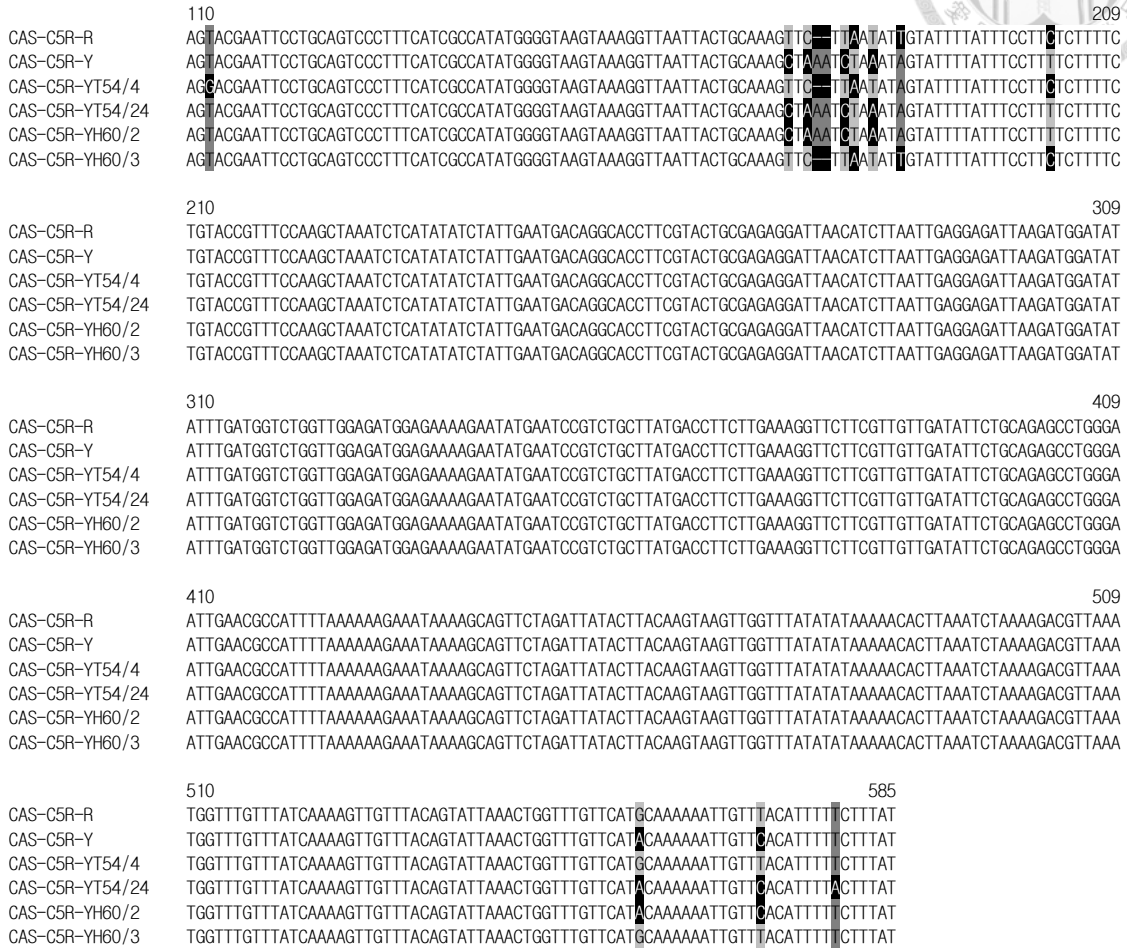 110 209
CAS-C5R-R AGTACGAATTCCTGCAGTCCCTTTCATCGCCATATGGGGTAAGTAAAGGTTAATTACTGCAAAGTTC--TTAATATTGTATTTTATTTCCTTCTCTTTTC
CAS-C5R-Y AGTACGAATTCCTGCAGTCCCTTTCATCGCCATATGGGGTAAGTAAAGGTTAATTACTGCAAAGCTAAATCTAAATAGTATTTTATTTCCTTTTCTTTTC
CAS-C5R-YT54/4 AGGACGAATTCCTGCAGTCCCTTTCATCGCCATATGGGGTAAGTAAAGGTTAATTACTGCAAAGTTC--TTAATATAGTATTTTATTTCCTTCTCTTTTC
CAS-C5R-YT54/24 AGTACGAATTCCTGCAGTCCCTTTCATCGCCATATGGGGTAAGTAAAGGTTAATTACTGCAAAGCTAAATCTAAATAGTATTTTATTTCCTTTTCTTTTC
CAS-C5R-YH60/2 AGTACGAATTCCTGCAGTCCCTTTCATCGCCATATGGGGTAAGTAAAGGTTAATTACTGCAAAGCTAAATCTAAATAGTATTTTATTTCCTTTTCTTTTC
CAS-C5R-YH60/3 AGTACGAATTCCTGCAGTCCCTTTCATCGCCATATGGGGTAAGTAAAGGTTAATTACTGCAAAGTTC--TTAATATTGTATTTTATTTCCTTCTCTTTTC
210 309
CAS-C5R-R TGTACCGTTTCCAAGCTAAATCTCATATATCTATTGAATGACAGGCACCTTCGTACTGCGAGAGGATTAACATCTTAATTGAGGAGATTAAGATGGATAT
CAS-C5R-Y TGTACCGTTTCCAAGCTAAATCTCATATATCTATTGAATGACAGGCACCTTCGTACTGCGAGAGGATTAACATCTTAATTGAGGAGATTAAGATGGATAT
CAS-C5R-YT54/4 TGTACCGTTTCCAAGCTAAATCTCATATATCTATTGAATGACAGGCACCTTCGTACTGCGAGAGGATTAACATCTTAATTGAGGAGATTAAGATGGATAT
CAS-C5R-YT54/24 TGTACCGTTTCCAAGCTAAATCTCATATATCTATTGAATGACAGGCACCTTCGTACTGCGAGAGGATTAACATCTTAATTGAGGAGATTAAGATGGATAT
CAS-C5R-YH60/2 TGTACCGTTTCCAAGCTAAATCTCATATATCTATTGAATGACAGGCACCTTCGTACTGCGAGAGGATTAACATCTTAATTGAGGAGATTAAGATGGATAT
CAS-C5R-YH60/3 TGTACCGTTTCCAAGCTAAATCTCATATATCTATTGAATGACAGGCACCTTCGTACTGCGAGAGGATTAACATCTTAATTGAGGAGATTAAGATGGATAT
310 409
CAS-C5R-R ATTTGATGGTCTGGTTGGAGATGGAGAAAAGAATATGAATCCGTCTGCTTATGACCTTCTTGAAAGGTTCTTCGTTGTTGATATTCTGCAGAGCCTGGGA
CAS-C5R-Y ATTTGATGGTCTGGTTGGAGATGGAGAAAAGAATATGAATCCGTCTGCTTATGACCTTCTTGAAAGGTTCTTCGTTGTTGATATTCTGCAGAGCCTGGGA
CAS-C5R-YT54/4 ATTTGATGGTCTGGTTGGAGATGGAGAAAAGAATATGAATCCGTCTGCTTATGACCTTCTTGAAAGGTTCTTCGTTGTTGATATTCTGCAGAGCCTGGGA
CAS-C5R-YT54/24 ATTTGATGGTCTGGTTGGAGATGGAGAAAAGAATATGAATCCGTCTGCTTATGACCTTCTTGAAAGGTTCTTCGTTGTTGATATTCTGCAGAGCCTGGGA
CAS-C5R-YH60/2 ATTTGATGGTCTGGTTGGAGATGGAGAAAAGAATATGAATCCGTCTGCTTATGACCTTCTTGAAAGGTTCTTCGTTGTTGATATTCTGCAGAGCCTGGGA
CAS-C5R-YH60/3 ATTTGATGGTCTGGTTGGAGATGGAGAAAAGAATATGAATCCGTCTGCTTATGACCTTCTTGAAAGGTTCTTCGTTGTTGATATTCTGCAGAGCCTGGGA
410 509
CAS-C5R-R ATTGAACGCCATTTTAAAAAAGAAATAAAAGCAGTTCTAGATTATACTTACAAGTAAGTTGGTTTATATATAAAAACACTTAAATCTAAAAGACGTTAAA
CAS-C5R-Y ATTGAACGCCATTTTAAAAAAGAAATAAAAGCAGTTCTAGATTATACTTACAAGTAAGTTGGTTTATATATAAAAACACTTAAATCTAAAAGACGTTAAA
CAS-C5R-YT54/4 ATTGAACGCCATTTTAAAAAAGAAATAAAAGCAGTTCTAGATTATACTTACAAGTAAGTTGGTTTATATATAAAAACACTTAAATCTAAAAGACGTTAAA
CAS-C5R-YT54/24 ATTGAACGCCATTTTAAAAAAGAAATAAAAGCAGTTCTAGATTATACTTACAAGTAAGTTGGTTTATATATAAAAACACTTAAATCTAAAAGACGTTAAA
CAS-C5R-YH60/2 ATTGAACGCCATTTTAAAAAAGAAATAAAAGCAGTTCTAGATTATACTTACAAGTAAGTTGGTTTATATATAAAAACACTTAAATCTAAAAGACGTTAAA
CAS-C5R-YH60/3 ATTGAACGCCATTTTAAAAAAGAAATAAAAGCAGTTCTAGATTATACTTACAAGTAAGTTGGTTTATATATAAAAACACTTAAATCTAAAAGACGTTAAA
510 585
CAS-C5R-R TGGTTTGTTTATCAAAAGTTGTTTACAGTATTAAACTGGTTTGTTCATGCAAAAAATTGTTTACATTTTTCTTTAT
CAS-C5R-Y TGGTTTGTTTATCAAAAGTTGTTTACAGTATTAAACTGGTTTGTTCATACAAAAAATTGTTCACATTTTTCTTTAT
CAS-C5R-YT54/4 TGGTTTGTTTATCAAAAGTTGTTTACAGTATTAAACTGGTTTGTTCATGCAAAAAATTGTTTACATTTTTCTTTAT
CAS-C5R-YT54/24 TGGTTTGTTTATCAAAAGTTGTTTACAGTATTAAACTGGTTTGTTCATACAAAAAATTGTTCACATTTTACTTTAT
CAS-C5R-YH60/2 TGGTTTGTTTATCAAAAGTTGTTTACAGTATTAAACTGGTTTGTTCATACAAAAAATTGTTCACATTTTTCTTTAT
CAS-C5R-YH60/3 TGGTTTGTTTATCAAAAGTTGTTTACAGTATTAAACTGGTTTGTTCATGCAAAAAATTGTTTACATTTTTCTTTAT